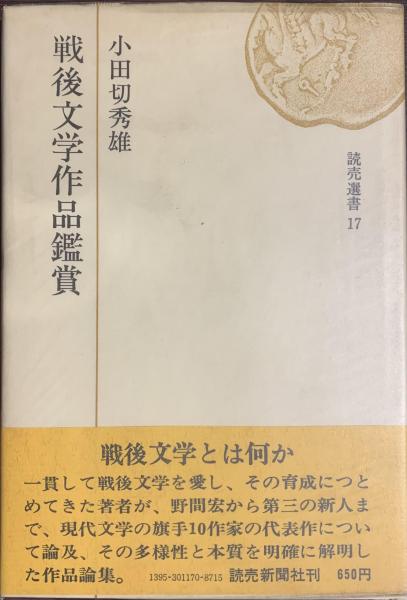 読売選書 17
小田切秀雄
戦後文学作品鑑賞
戦後文学とは何か
一貫して戦後文学を愛し、その育成につと
めてきた著者が、野間宏から第三の新人ま
で、現代文学の旗手10作家の代表作につい
て論及、その多様性と本質を明確に解明し
た作品論集。 1395-301170-8715 読売新聞社刊 650円